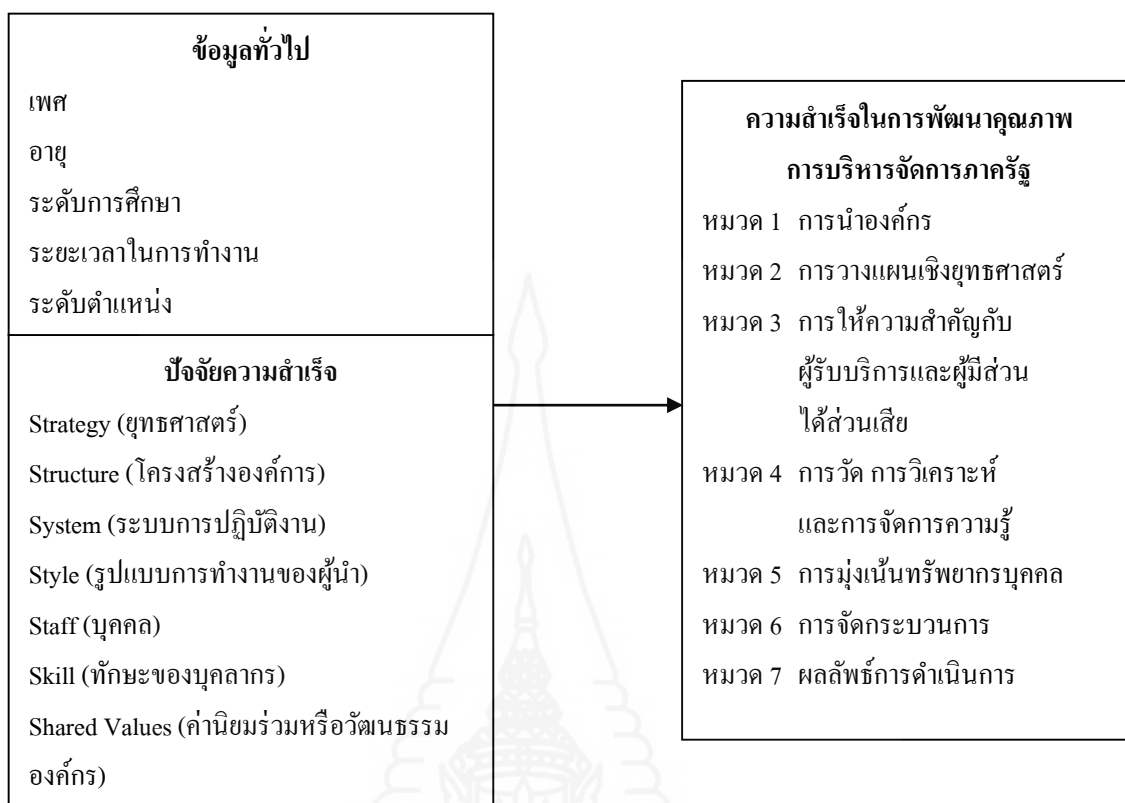 ข้อมูลทั่วไป
เพศ
อายุ
ระดับการศึกษา
ระยะเวลาในการทำงาน
ระดับตำแหน่ง
ปัจจัยความสำเร็จ
Strategy (ยุทธศาสตร์)
Structure (โครงสร้างองค์การ)
System (ระบบการปฏิบัติงาน)
Style (รูปแบบการทำงานของผู้นำ)
Staff (บุคคล)
Skill (ทักษะของบุคลากร)
Shared Values (ค่านิยมร่วมหรือวัฒนธรรม
องค์กร)
ความสำเร็จในการพัฒนาคุณภาพ
การบริหารจัดการภาครัฐ
หมวด 1 การนำองค์กร
หมวด 2 การวางแผนเชิงยุทธศาสตร์
หมวด 3 การให้ความสำคัญกับ
ผู้รับบริการและผู้มีส่วน
ได้ส่วนเสีย
หมวด 4 การวัด การวิเคราะห์
และการจัดการความรู้
หมวด 5 การมุ่งเน้นทรัพยากรบุคคล
หมวด 6 การจัดกระบวนการ
หมวด 7 ผลลัพธ์การดำเนินการ